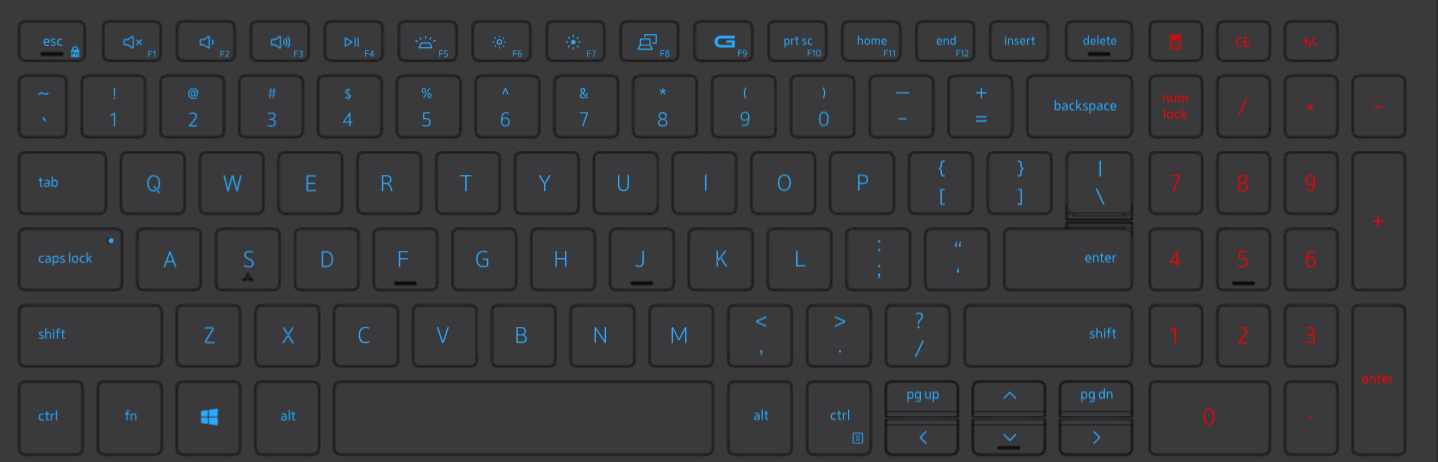 esc F1 F2 F3 F4 F5 F6 F7 F8 G F9 prt sc F10 home F11 end F12 insert delete CE +/-
~ ` ! 1 @ 2 # 3 $ 4 % 5 ^ 6 & 7 * 8 ( 9 ) 0 — - + = backspace num lock / * -
tab Q W E R T Y U I O P { [ } ] | \ 7 8 9 +
caps lock A S D F G H J K L : ; “ ‘ enter 4 5 6
shift Z X C V B N M < , > . ? / shift 1 2 3 enter
ctrl fn alt alt ctrl pg up < ^ pg dn > 0 .